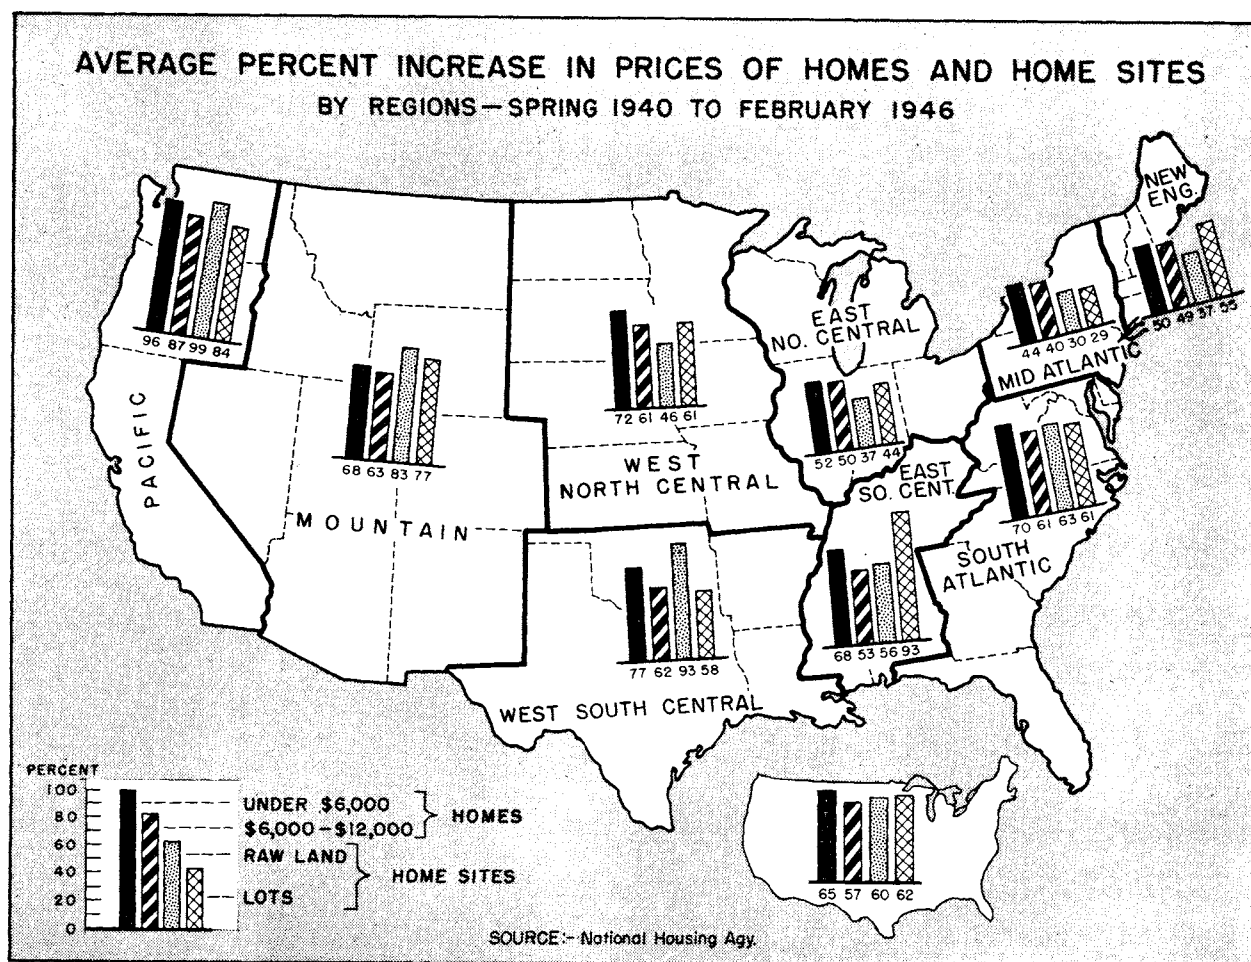 AVERAGE PERCENT INCREASE IN PRICES OF HOMES AND HOME SITES
BY REGIONS—SPRING 1940 TO FEBRUARY 1946
NEW
ENG.
50 49 37 55
44 40 30 29
MID ATLANTIC
EAST
NO. CENTRAL
52 50 37 44
96 87 99 84
PACIFIC
68 63 83 77
MOUNTAIN
72 61 46 61
WEST
NORTH CENTRAL
EAST
SO. CENT.
68 53 56 93
70 61 63 61
SOUTH
ATLANTIC
77 62 93 58
WEST SOUTH CENTRAL
PERCENT
100
80
60
40
20
0
UNDER $6,000
$6,000—$12,000
HOMES
RAW LAND
LOTS
HOME SITES
65 57 60 62
SOURCE:- National Housing Agy.